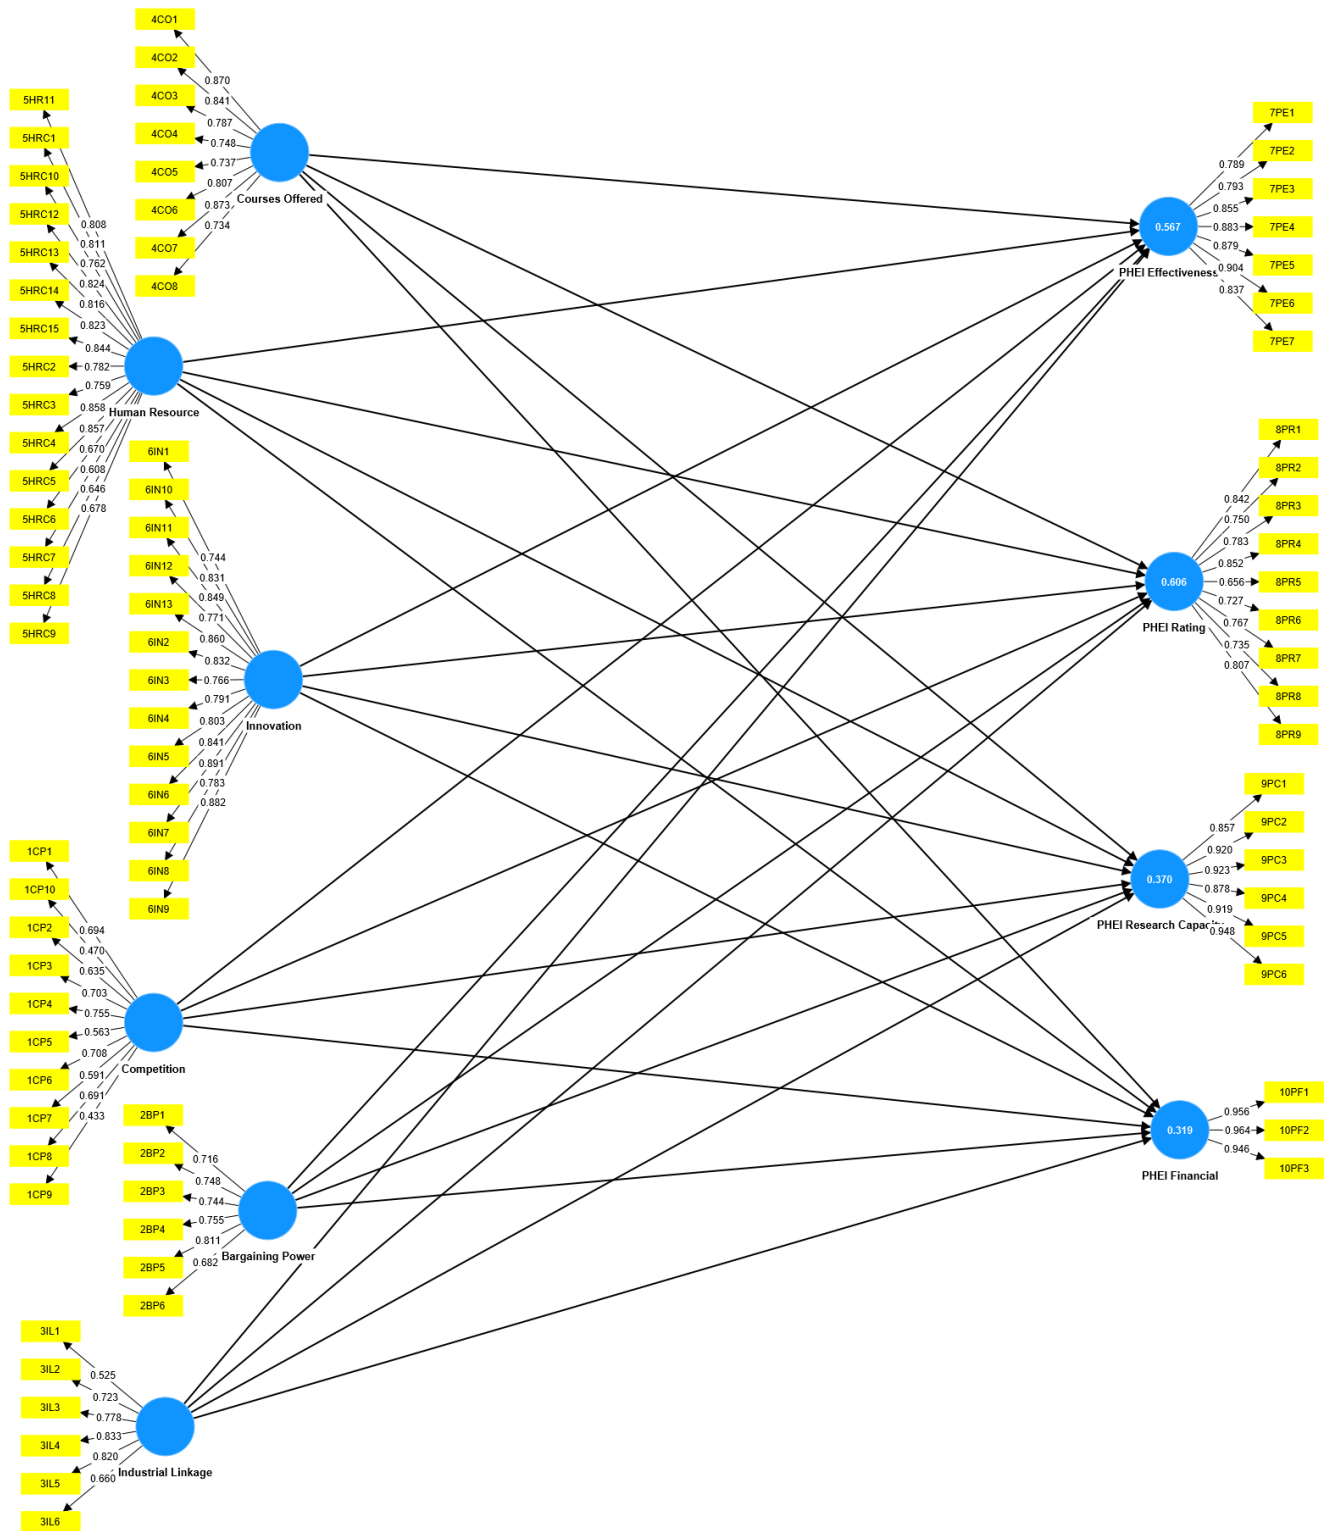 4CO1
4CO2
4CO3
4CO4
4CO5
4CO6
4CO7
4CO8
0.870
0.841
0.787
0.748
0.737
0.807
0.873
0.734
Courses Offered
5HR11
5HRC1
5HRC10
5HRC12
5HRC13
5HRC14
5HRC15
5HRC2
5HRC3
5HRC4
5HRC5
5HRC6
5HRC7
5HRC8
5HRC9
0.808
0.811
0.762
0.824
0.816
0.823
0.844
0.782
0.759
0.858
0.857
0.670
0.608
0.646
0.678
Human Resource
6IN1
6IN10
6IN11
6IN12
6IN13
6IN2
6IN3
6IN4
6IN5
6IN6
6IN7
6IN8
6IN9
0.744
0.831
0.849
0.771
0.860
0.832
0.766
0.791
0.803
0.841
0.891
0.783
0.882
Innovation
1CP1
1CP10
1CP2
1CP3
1CP4
1CP5
1CP6
1CP7
1CP8
1CP9
0.694
0.470
0.635
0.703
0.755
0.563
0.708
0.591
0.691
0.433
Competition
2BP1
2BP2
2BP3
2BP4
2BP5
2BP6
0.716
0.748
0.744
0.755
0.811
0.682
Bargaining Power
3IL1
3IL2
3IL3
3IL4
3IL5
3IL6
0.525
0.723
0.778
0.833
0.820
0.660
Industrial Linkage
7PE1
7PE2
7PE3
7PE4
7PE5
7PE6
7PE7
0.789
0.793
0.855
0.883
0.879
0.904
0.837
0.567
PHEI Effectiveness
8PR1
8PR2
8PR3
8PR4
8PR5
8PR6
8PR7
8PR8
8PR9
0.842
0.750
0.783
0.852
0.656
0.727
0.767
0.735
0.807
0.606
PHEI Rating
9PC1
9PC2
9PC3
9PC4
9PC5
9PC6
0.857
0.920
0.923
0.878
0.919
0.948
0.370
PHEI Research Capacity
10PF1
10PF2
10PF3
0.956
0.964
0.946
0.319
PHEI Financial